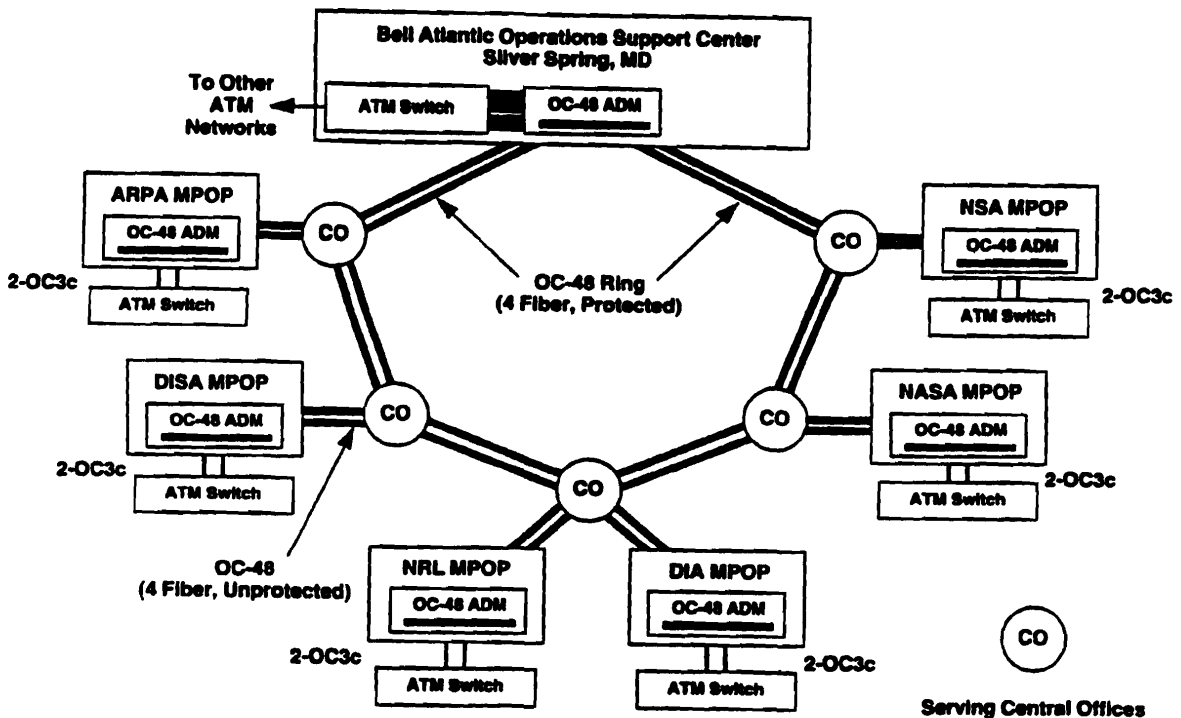 Bell Atlantic Operations Support Center
Silver Spring, MD
To Other
ATM
Networks
ATM Switch
OC-48 ADM
ARPA MPOP
OC-48 ADM
2-OC3c
ATM Switch
CO
CO
NSA MPOP
OC-48 ADM
2-OC3c
ATM Switch
OC-48 Ring
(4 Fiber, Protected)
DISA MPOP
OC-48 ADM
2-OC3c
ATM Switch
CO
CO
NASA MPOP
OC-48 ADM
2-OC3c
ATM Switch
CO
OC-48
(4 Fiber, Unprotected)
NRL MPOP
OC-48 ADM
2-OC3c
ATM Switch
DIA MPOP
OC-48 ADM
2-OC3c
ATM Switch
CO
Serving Central Offices